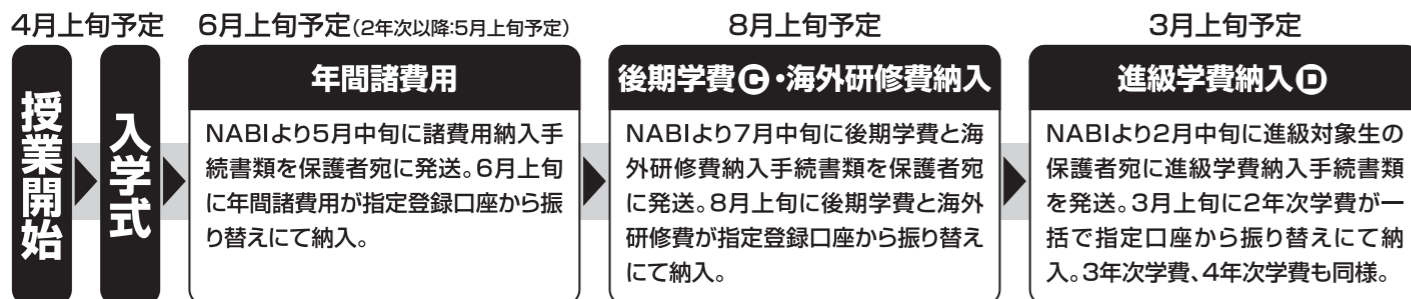 4月上旬予定
授業開始
入学式
6月上旬予定(2年次以降:5月上旬予定)
年間諸費用
NABIより5月中旬に諸費用納入手
続書類を保護者宛に発送。6月上旬
に年間諸費用が指定登録口座から振
り替えにて納入。
8月上旬予定
後期学費🅒・海外研修費納入
NABIより7月中旬に後期学費と海
外研修費納入手続書類を保護者宛
に発送。8月上旬に後期学費と海外
研修費が指定登録口座から振り替え
にて納入。
3月上旬予定
進級学費納入🅓
NABIより2月中旬に進級対象生の
保護者宛に進級学費納入手続書類
を発送。3月上旬に2年次学費が一
括で指定口座から振り替えにて納
入。3年次学費、4年次学費も同様。